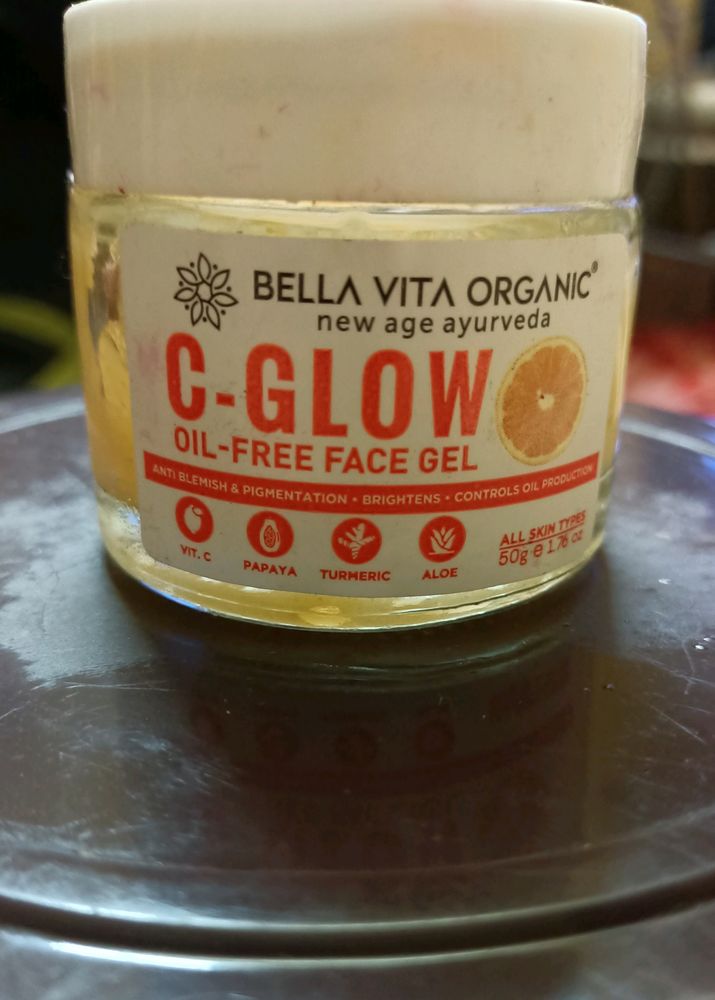 BELLA VITA ORGANIC®
new age ayurveda
C-GLOW
OIL-FREE FACE GEL
ANTI BLEMISH & PIGMENTATION • BRIGHTENS • CONTROLS OIL PRODUCTION
VIT. C
PAPAYA
TURMERIC
ALOE
ALL SKIN TYPES
50g e 1.76 oz